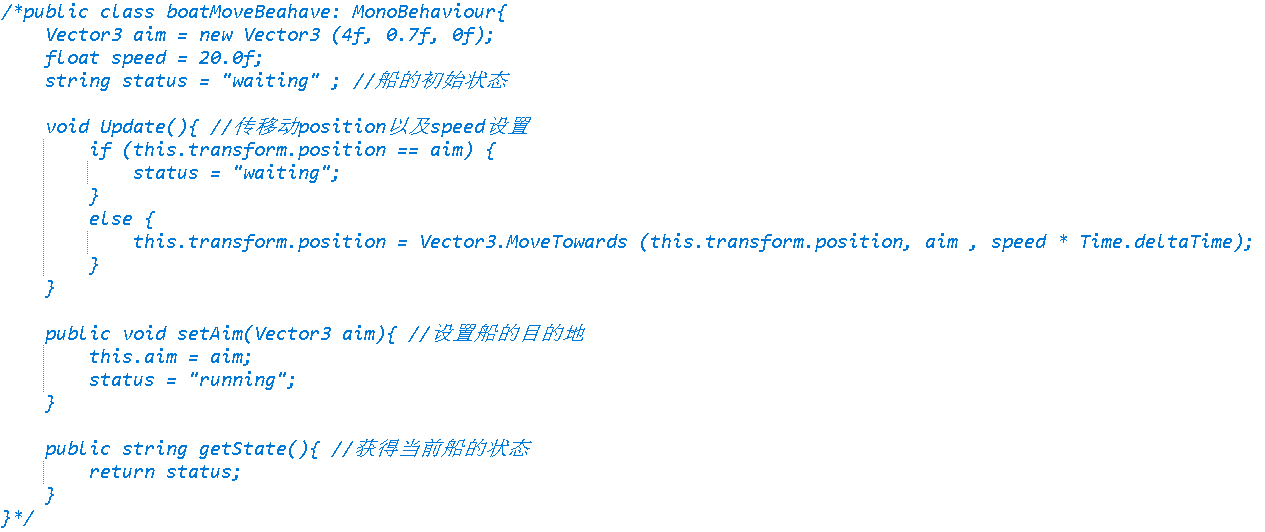 /*public class boatMoveBeahave: MonoBehaviour{
    Vector3 aim = new Vector3 (4f, 0.7f, 0f);
    float speed = 20.0f;
    string status = "waiting" ; //船的初始状态

    void Update(){ //传移动position以及speed设置
        if (this.transform.position == aim) {
            status = "waiting";
        }
        else {
            this.transform.position = Vector3.MoveTowards (this.transform.position, aim , speed * Time.deltaTime);
        }
    }

    public void setAim(Vector3 aim){ //设置船的目的地
        this.aim = aim;
        status = "running";
    }

    public string getState(){ //获得当前船的状态
        return status;
    }
}*/